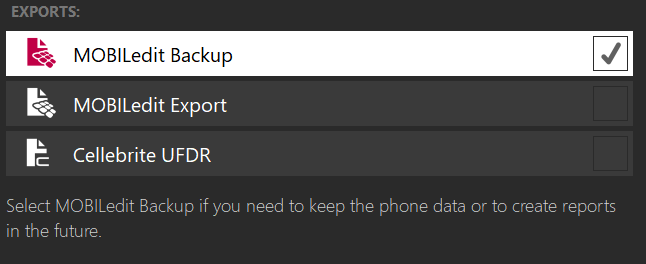 EXPORTS:
MOBILedit Backup
MOBILedit Export
Cellebrite UFDR
Select MOBILedit Backup if you need to keep the phone data or to create reports
in the future.